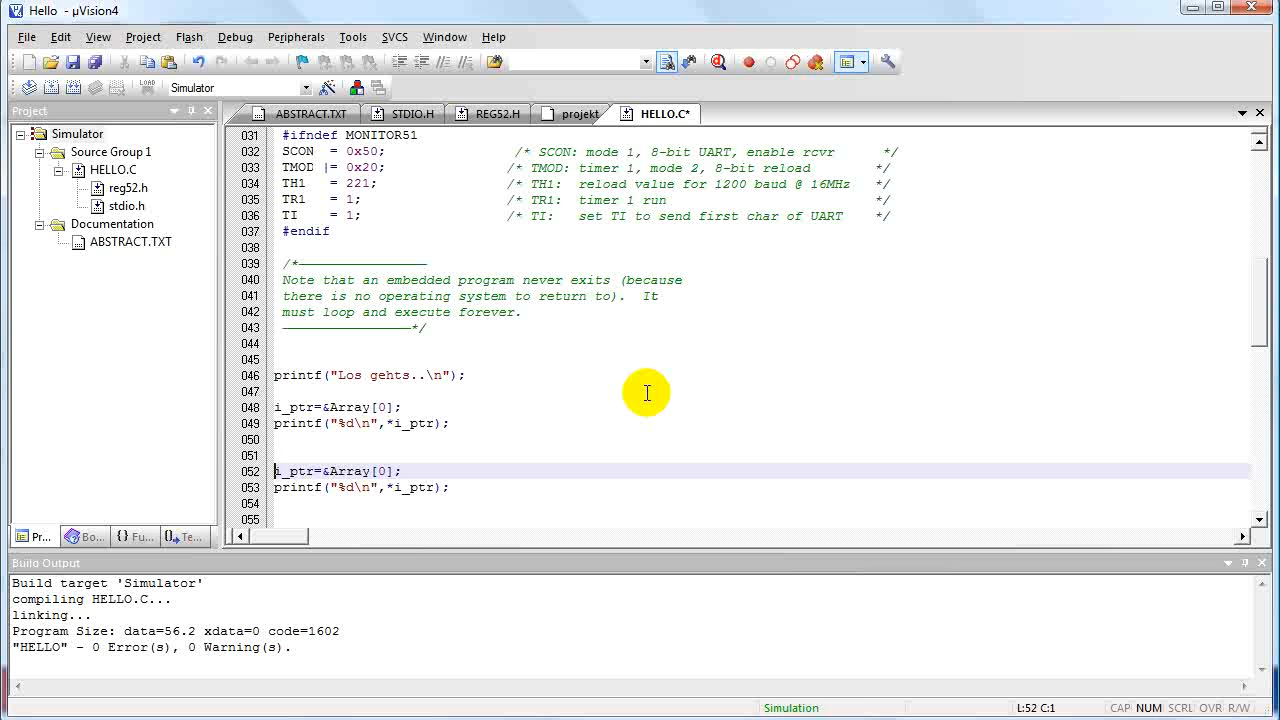 Hello - µVision4
File Edit View Project Flash Debug Peripherals Tools SVCS Window Help
LOAD Simulator
Project
Simulator
Source Group 1
HELLO.C
reg52.h
stdio.h
Documentation
ABSTRACT.TXT
Pr... Bo... {} Fu... Te...
ABSTRACT.TXT STDIO.H REG52.H projekt HELLO.C*
031 #ifndef MONITOR51
032 SCON = 0x50; /* SCON: mode 1, 8-bit UART, enable rcvr */
033 TMOD |= 0x20; /* TMOD: timer 1, mode 2, 8-bit reload */
034 TH1 = 221; /* TH1: reload value for 1200 baud @ 16MHz */
035 TR1 = 1; /* TR1: timer 1 run */
036 TI = 1; /* TI: set TI to send first char of UART */
037 #endif
038
039 /*————————————————
040 Note that an embedded program never exits (because
041 there is no operating system to return to). It
042 must loop and execute forever.
043 ————————————————*/
044
045
046 printf("Los gehts..\n");
047
048 i_ptr=&Array[0];
049 printf("%d\n",*i_ptr);
050
051
052 i_ptr=&Array[0];
053 printf("%d\n",*i_ptr);
054
055
Build Output
Build target 'Simulator'
compiling HELLO.C...
linking...
Program Size: data=56.2 xdata=0 code=1602
"HELLO" - 0 Error(s), 0 Warning(s).
Simulation L:52 C:1 CAP NUM SCRL OVR R/W